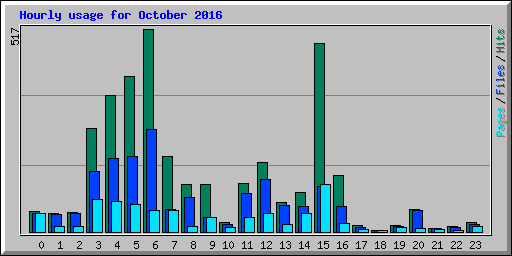 Hourly usage for October 2016
517
Pages / Files / Hits
0 1 2 3 4 5 6 7 8 9 10 11 12 13 14 15 16 17 18 19 20 21 22 23